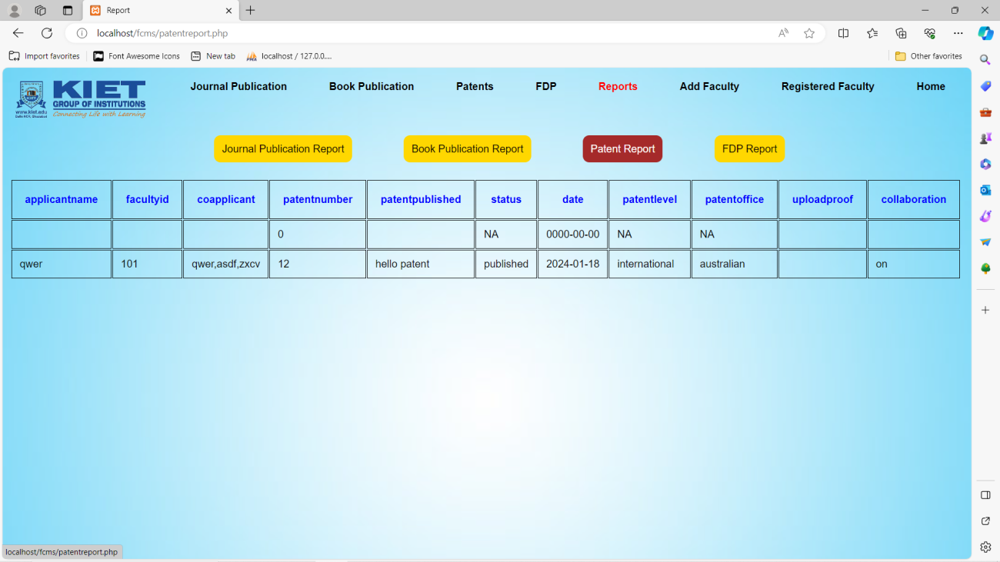 Report
localhost/fcms/patentreport.php
Import favorites Font Awesome Icons New tab localhost / 127.0.0.... Other favorites
KIET
GROUP OF INSTITUTIONS
www.kiet.edu
Connecting Life with Learning
Journal Publication Book Publication Patents FDP Reports Add Faculty Registered Faculty Home
Journal Publication Report Book Publication Report Patent Report FDP Report
applicantname facultyid coapplicant patentnumber patentpublished status date patentlevel patentoffice uploadproof collaboration
0 NA 0000-00-00 NA NA
qwer 101 qwer,asdf,zxcv 12 hello patent published 2024-01-18 international australian on
localhost/fcms/patentreport.php